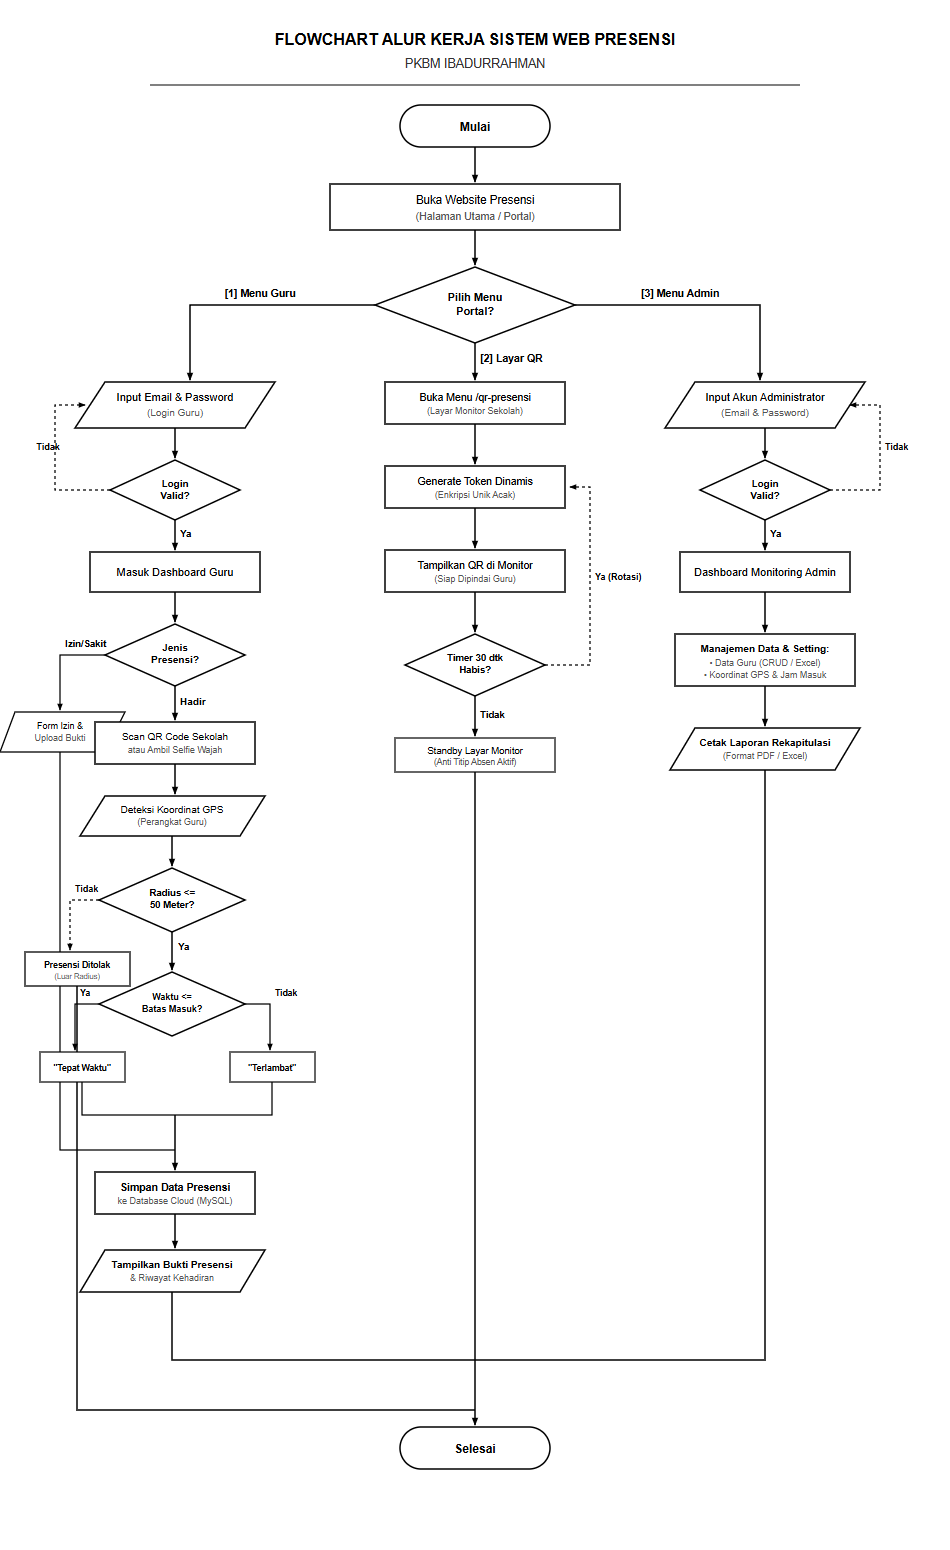 FLOWCHART ALUR KERJA SISTEM WEB PRESENSI
PKBM IBADURRAHMAN
Mulai
Buka Website Presensi
(Halaman Utama / Portal)
Pilih Menu
Portal?
[1] Menu Guru
[2] Layar QR
[3] Menu Admin
Input Email & Password
(Login Guru)
Tidak
Login
Valid?
Ya
Masuk Dashboard Guru
Jenis
Presensi?
Izin/Sakit
Hadir
Form Izin &
Upload Bukti
Scan QR Code Sekolah
atau Ambil Selfie Wajah
Deteksi Koordinat GPS
(Perangkat Guru)
Radius <=
50 Meter?
Tidak
Ya
Presensi Ditolak
(Luar Radius)
Waktu <=
Batas Masuk?
Ya
Tidak
"Tepat Waktu"
"Terlambat"
Simpan Data Presensi
ke Database Cloud (MySQL)
Tampilkan Bukti Presensi
& Riwayat Kehadiran
Buka Menu /qr-presensi
(Layar Monitor Sekolah)
Generate Token Dinamis
(Enkripsi Unik Acak)
Tampilkan QR di Monitor
(Siap Dipindai Guru)
Ya (Rotasi)
Timer 30 dtk
Habis?
Tidak
Standby Layar Monitor
(Anti Titip Absen Aktif)
Input Akun Administrator
(Email & Password)
Tidak
Login
Valid?
Ya
Dashboard Monitoring Admin
Manajemen Data & Setting:
• Data Guru (CRUD / Excel)
• Koordinat GPS & Jam Masuk
Cetak Laporan Rekapitulasi
(Format PDF / Excel)
Selesai